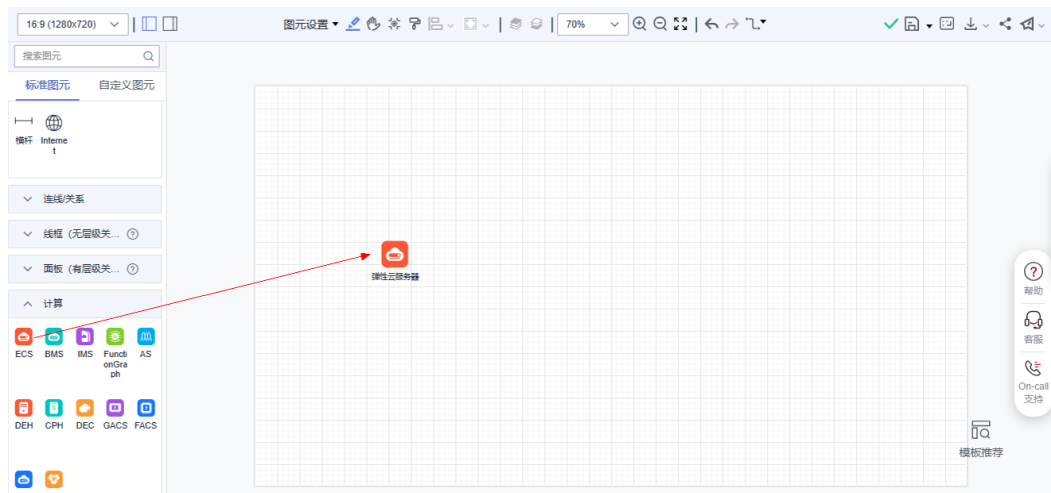 16:9 (1280x720)
图元设置
70%
搜索图元
标准图元 自定义图元
横杆 Interne
t
连线/关系
线框 (无层级关...
面板 (有层级关...
计算
ECS BMS IMS Functi
onGra
ph AS
DEH CPH DEC GACS FACS
弹性云服务器
帮助
客服
On-call
支持
模板推荐